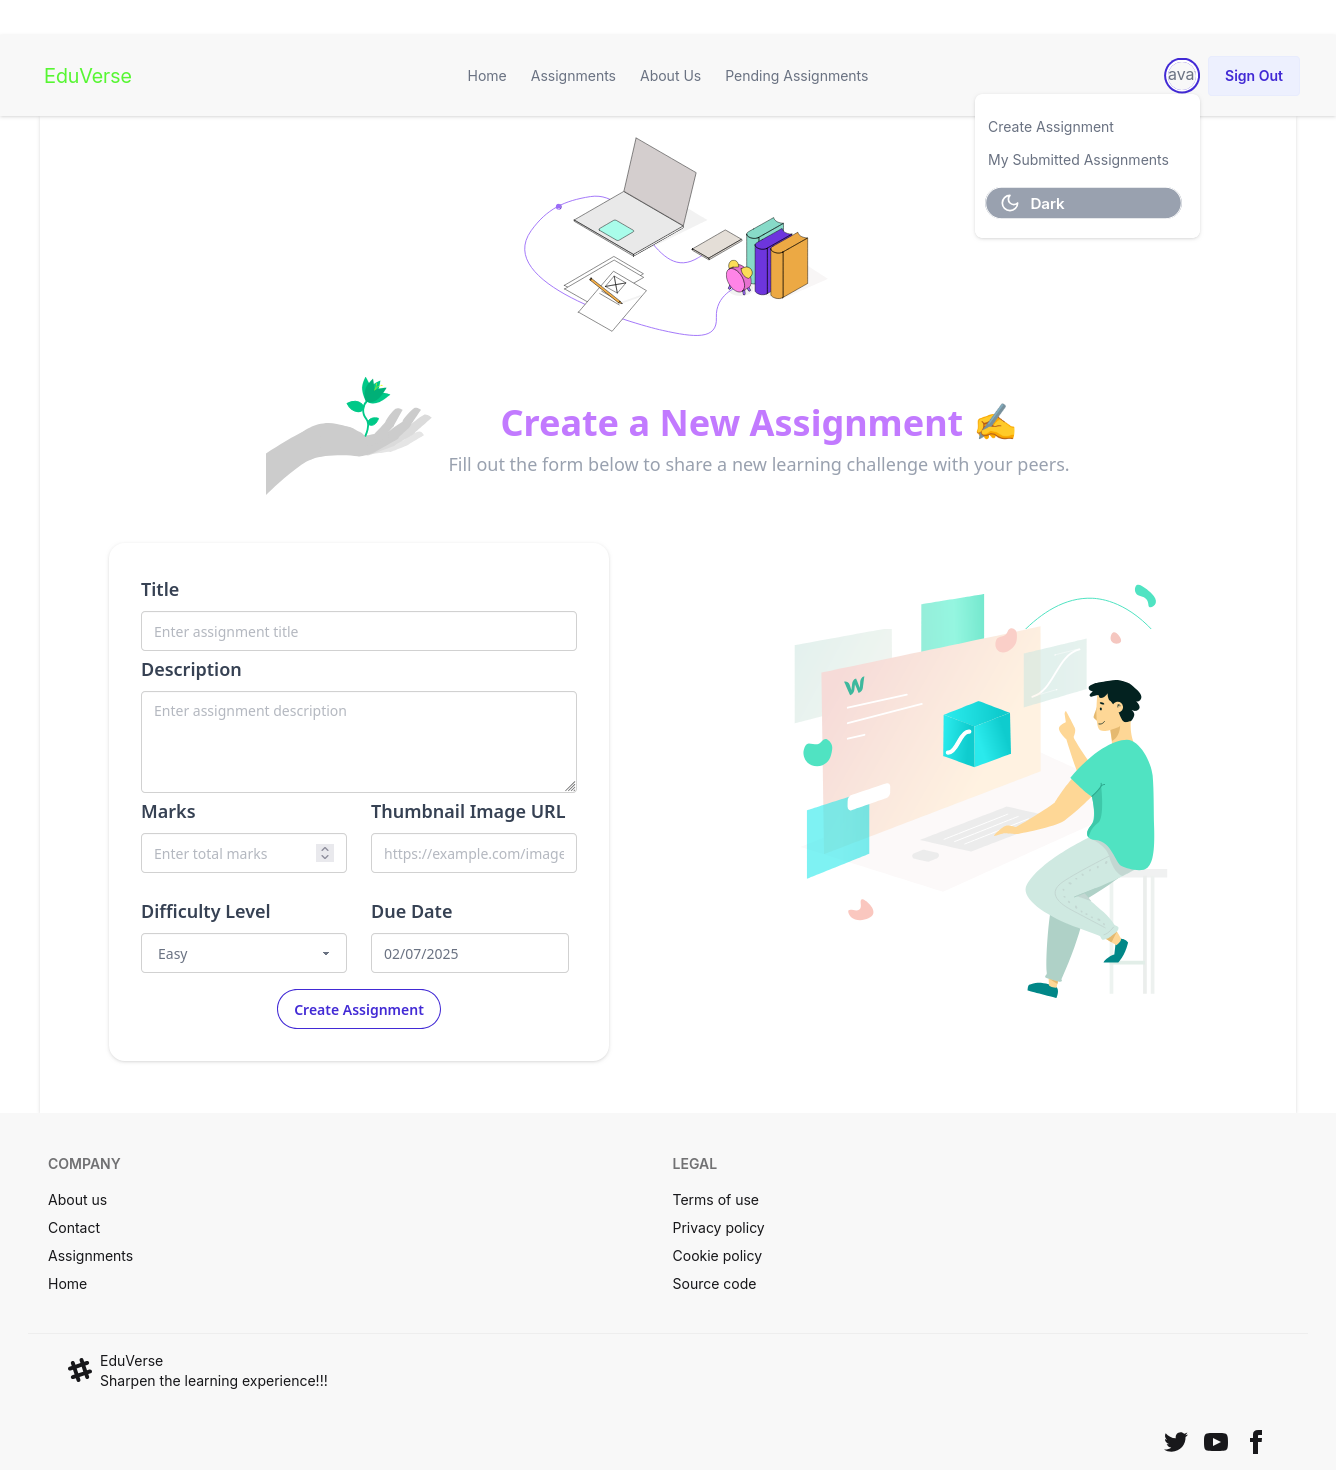 EduVerse
Home
Assignments
About Us
Pending Assignments
ava
Sign Out
Create Assignment
My Submitted Assignments
Dark
Create a New Assignment ✍️
Fill out the form below to share a new learning challenge with your peers.
Title
Enter assignment title
Description
Enter assignment description
Marks
Thumbnail Image URL
Enter total marks
https://example.com/image
Difficulty Level
Due Date
Easy
02/07/2025
Create Assignment
W
COMPANY
About us
Contact
Assignments
Home
LEGAL
Terms of use
Privacy policy
Cookie policy
Source code
EduVerse
Sharpen the learning experience!!!